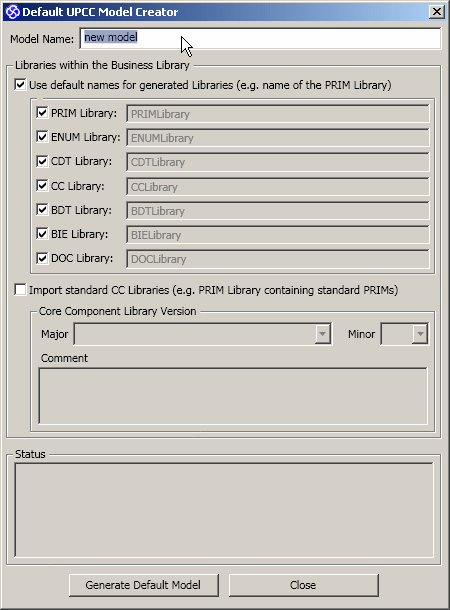 Default UPCC Model Creator
Model Name: new model
Libraries within the Business Library
Use default names for generated Libraries (e.g. name of the PRIM Library)
PRIM Library: PRIMLibrary
ENUM Library: ENUMLibrary
CDT Library: CDTLibrary
CC Library: CCLibrary
BDT Library: BDTLibrary
BIE Library: BIELibrary
DOC Library: DOCLibrary
Import standard CC Libraries (e.g. PRIM Library containing standard PRIMs)
Core Component Library Version
Major Minor
Comment
Status
Generate Default Model Close